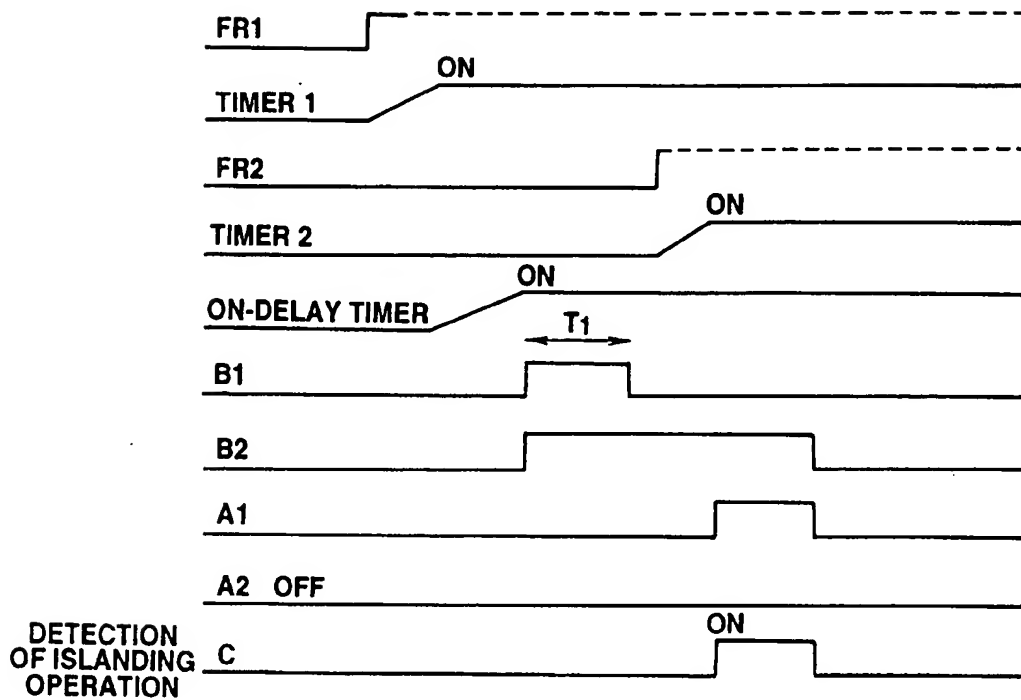 FR1
ON
TIMER 1
FR2
ON
TIMER 2
ON
ON-DELAY TIMER
T1
B1
B2
A1
A2 OFF
ON
DETECTION
OF ISLANDING
OPERATION
C